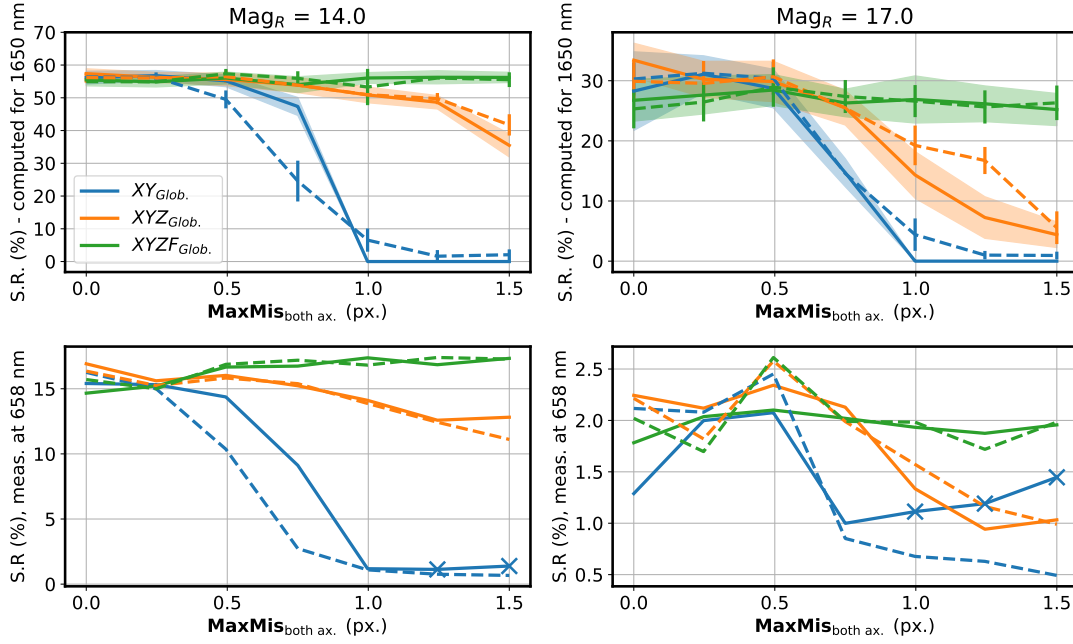 Mag_R = 14.0
S.R. (%) - computed for 1650 nm
70
60
50
40
30
20
10
0
XY_Glob.
XYZ_Glob.
XYZF_Glob.
0.0 0.5 1.0 1.5
MaxMis_both ax. (px.)
Mag_R = 17.0
S.R. (%) - computed for 1650 nm
30
20
10
0
0.0 0.5 1.0 1.5
MaxMis_both ax. (px.)
S.R (%), meas. at 658 nm
15
10
5
0
0.0 0.5 1.0 1.5
MaxMis_both ax. (px.)
S.R (%), meas. at 658 nm
2.5
2.0
1.5
1.0
0.5
0.0 0.5 1.0 1.5
MaxMis_both ax. (px.)